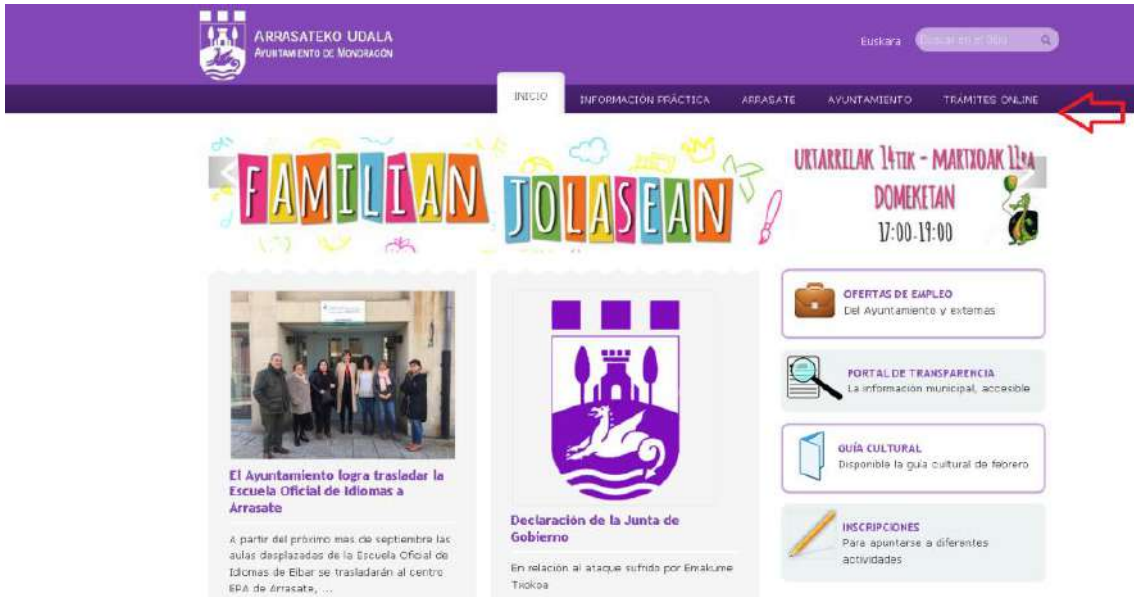 ARRASATEKO UDALA
AYUNTAMIENTO DE MONDRAGÓN
Euskara
Buscar en el sitio
INICIO
INFORMACIÓN PRÁCTICA
ARRASATE
AYUNTAMIENTO
TRÁMITES ONLINE
FAMILIAN JOLASEAN
URTARRILAK 14TIK - MARTXOAK 11RA
DOMEKETAN
17:00-19:00
El Ayuntamiento logra trasladar la
Escuela Oficial de Idiomas a
Arrasate
A partir del próximo mes de septiembre las
aulas desplazadas de la Escuela Oficial de
Idiomas de Eibar se trasladarán al centro
EPA de Arrasate, ...
Declaración de la Junta de
Gobierno
En relación al ataque sufrido por Emakume
Txokoa
OFERTAS DE EMPLEO
Del Ayuntamiento y externas
PORTAL DE TRANSPARENCIA
La información municipal, accesible
GUÍA CULTURAL
Disponible la guía cultural de febrero
INSCRIPCIONES
Para apuntarse a diferentes
actividades